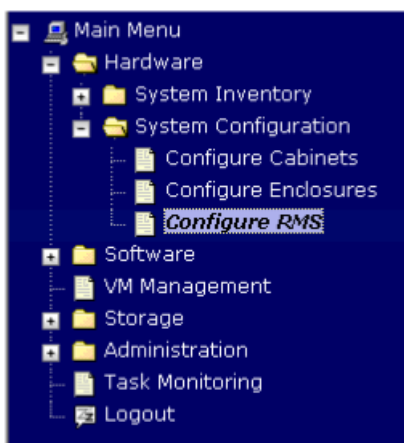 Main Menu
Hardware
System Inventory
System Configuration
Configure Cabinets
Configure Enclosures
Configure RMS
Software
VM Management
Storage
Administration
Task Monitoring
Logout